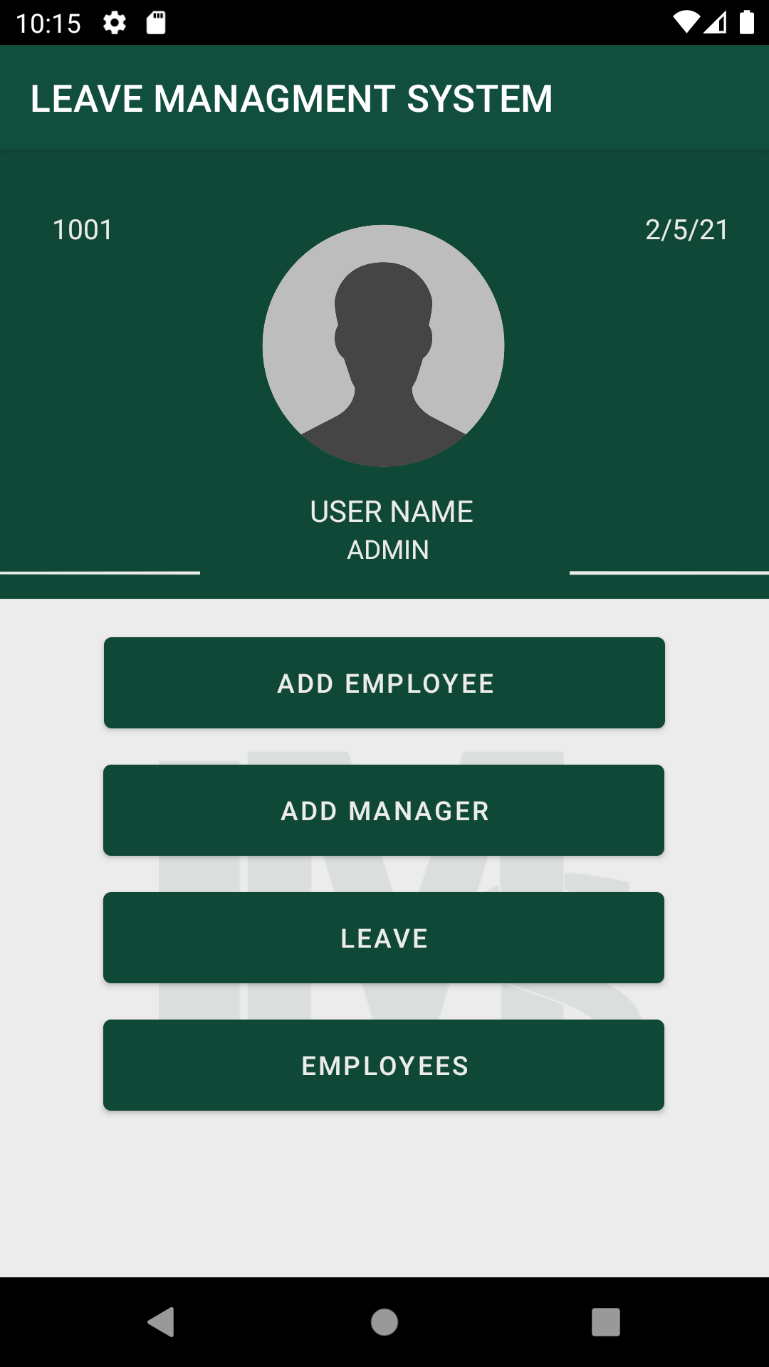 10:15
LEAVE MANAGMENT SYSTEM
1001
2/5/21
USER NAME
ADMIN
ADD EMPLOYEE
ADD MANAGER
LEAVE
EMPLOYEES